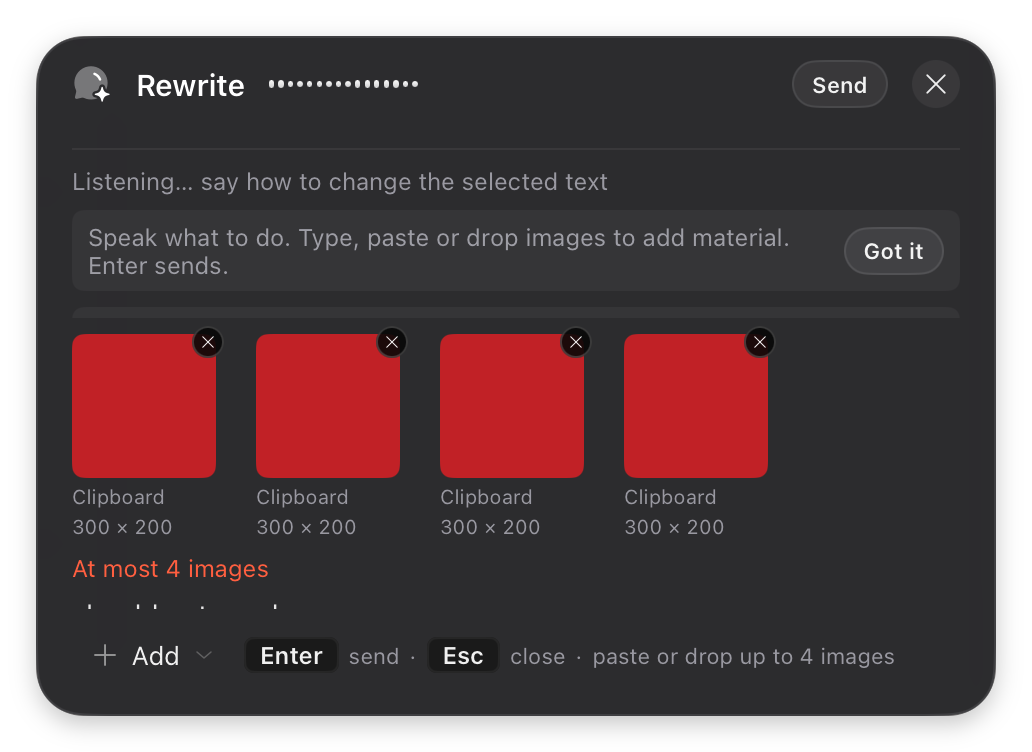 Rewrite
Send
Listening... say how to change the selected text
Speak what to do. Type, paste or drop images to add material.
Enter sends.
Got it
Clipboard
300 × 200
Clipboard
300 × 200
Clipboard
300 × 200
Clipboard
300 × 200
At most 4 images
Add
Enter send · Esc close · paste or drop up to 4 images